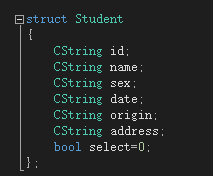 struct Student
{
CString id;
CString name;
CString sex;
CString date;
CString origin;
CString address;
bool select=0;
};